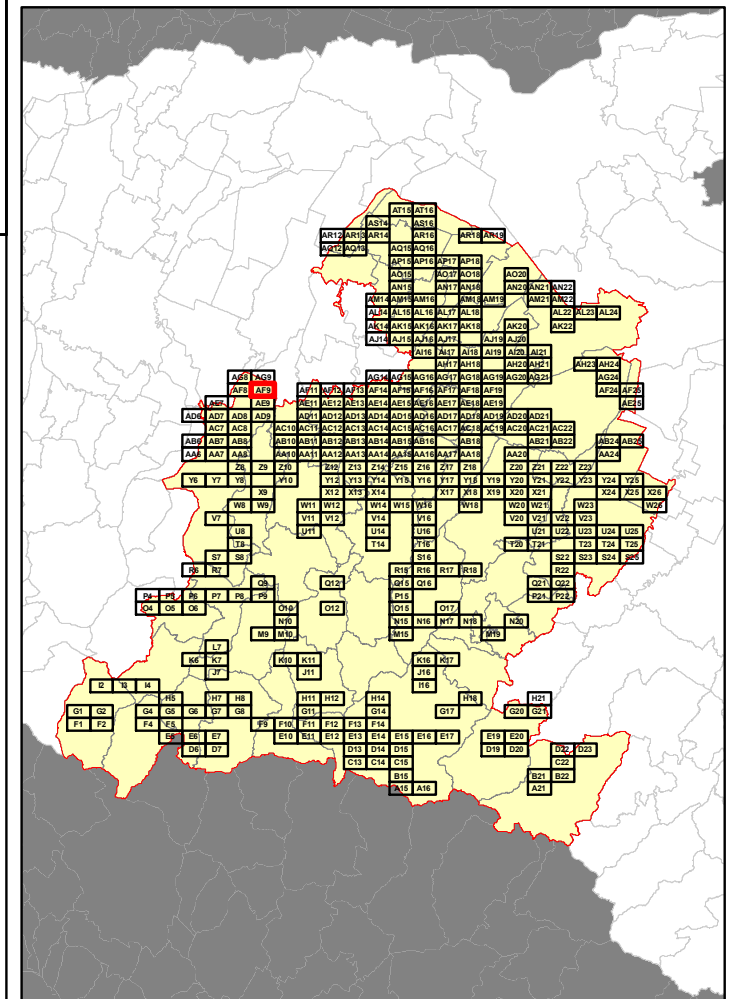 AT15 AT16
AS14 AS16
AR12 AR13 AR14 AR16 AR18 AR19
AQ12 AQ13 AQ15 AQ16
AP15 AP16 AP17 AP18
AO15 AO17 AO18 AO20
AN15 AN17 AN18 AN20 AN21 AN22
AM14 AM15 AM16 AM18 AM19 AM21 AM22
AL14 AL15 AL16 AL17 AL18 AL22 AL23 AL24
AK14 AK15 AK16 AK17 AK18 AK20 AK22
AJ14 AJ15 AJ16 AJ17 AJ19 AJ20
AI16 AI17 AI18 AI19 AI20 AI21
AH17 AH18 AH20 AH21 AH23 AH24
AG8 AG9 AG14 AG15 AG16 AG17 AG18 AG19 AG20 AG21 AG24
AF8 AF9 AF11 AF12 AF13 AF14 AF15 AF16 AF17 AF18 AF19 AF24 AF25
AE7 AE9 AE11 AE12 AE13 AE14 AE15 AE16 AE17 AE18 AE19 AE25
AD6 AD7 AD8 AD9 AD11 AD12 AD13 AD14 AD15 AD16 AD17 AD18 AD19 AD20 AD21
AC7 AC8 AC10 AC11 AC12 AC13 AC14 AC15 AC16 AC17 AC18 AC19 AC20 AC21 AC22
AB6 AB7 AB8 AB10 AB11 AB12 AB13 AB14 AB15 AB16 AB18 AB21 AB22 AB24 AB25
AA6 AA7 AA8 AA10 AA11 AA12 AA13 AA14 AA15 AA16 AA17 AA18 AA20 AA24
Z8 Z9 Z10 Z12 Z13 Z14 Z15 Z16 Z17 Z18 Z20 Z21 Z22 Z23
Y6 Y7 Y8 Y10 Y12 Y13 Y14 Y15 Y16 Y17 Y18 Y19 Y20 Y21 Y22 Y23 Y24 Y25
X9 X12 X13 X14 X17 X18 X19 X20 X21 X24 X25 X26
W8 W9 W11 W12 W14 W15 W16 W18 W20 W21 W23 W26
V7 V11 V12 V14 V16 V20 V21 V22 V23
U8 U11 U14 U16 U21 U22 U23 U24 U25
T8 T14 T16 T20 T21 T23 T24 T25
S7 S8 S16 S22 S23 S24 S25
R6 R7 R15 R16 R17 R18 R22
Q9 Q12 Q15 Q16 Q21 Q22
P4 P5 P6 P7 P8 P9 P15 P21 P22
O4 O5 O6 O10 O12 O15 O17
N10 N15 N16 N17 N18 N20
M9 M10 M15 M19
L7
K6 K7 K10 K11 K16 K17
J7 J11 J16
I2 I3 I4 I16
H5 H7 H8 H11 H12 H14 H18 H21
G1 G2 G4 G5 G6 G7 G8 G11 G14 G17 G20 G21
F1 F2 F4 F5 F9 F10 F11 F12 F13 F14
E5 E6 E7 E10 E11 E12 E13 E14 E15 E16 E17 E19 E20
D6 D7 D13 D14 D15 D19 D20 D22 D23
C13 C14 C15 C22
B15 B21 B22
A15 A16 A21